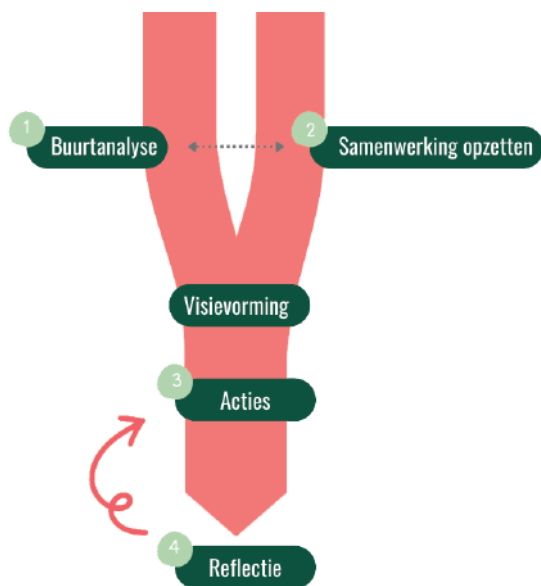 1
Buurtanalyse
2
Samenwerking opzetten
Visievorming
3
Acties
4
Reflectie